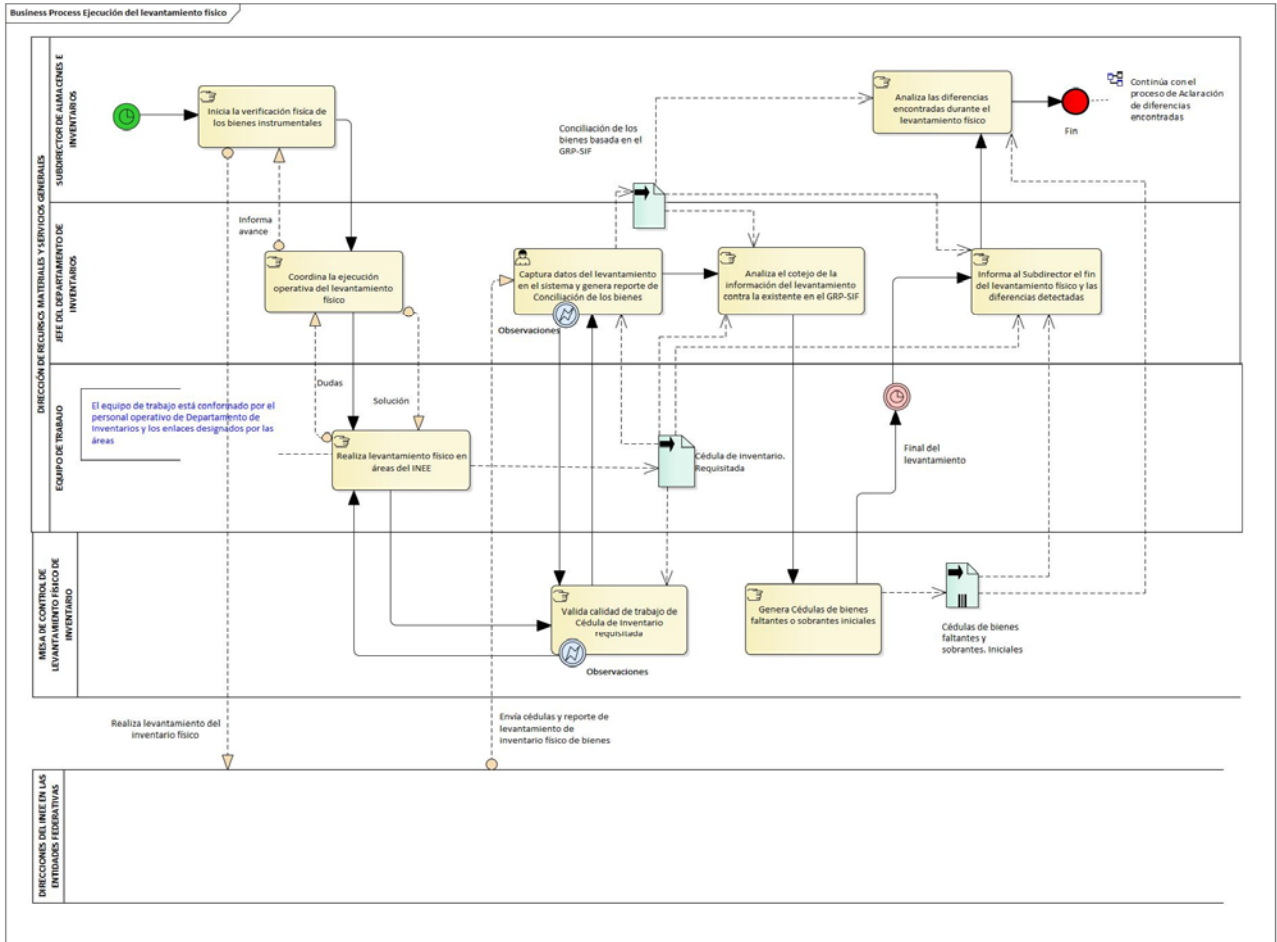 Business Process Ejecución del levantamiento físico
DIRECCIÓN DE RECURSCS MATERIALES Y SERVICIOS GENERALES
SUBDIRECTOR DE ALMACENES E
INVENTARIOS
Inicia la verificación física de
los bienes instrumentales
Conciliación de los
bienes basada en el
GRP-SIF
Analiza las diferencias
encontradas durante el
levantamiento físico
Fin
Continúa con el
proceso de Aclaración
de diferencias
encontradas
JEFE DEL DEPARTAMENTO DE
INVENTARIOS
Informa
avance
Coordina la ejecución
operativa del levantamiento
físico
Captura datos del levantamiento
en el sistema y genera reporte de
Conciliación de los bienes
Observaciones
Analiza el cotejo de la
información del levantamiento
contra la existente en el GRP-SIF
Informa al Subdirector el fin
del levantamiento físico y las
diferencias detectadas
EQUIPO DE TRABAJO
El equipo de trabajo está conformado por el
personal operativo de Departamento de
Inventarios y los enlaces designados por las
áreas
Dudas
Solución
Realiza levantamiento físico en
áreas del INEE
Cédula de inventario.
Requisitada
Final del
levantamiento
MESA DE CONTROL DE
LEVANTAMIENTO FÍSICO DE
INVENTARIO
Valida calidad de trabajo de
Cédula de Inventario
requisitada
Observaciones
Genera Cédulas de bienes
faltantes o sobrantes iniciales
Cédulas de bienes
faltantes y
sobrantes. Iniciales
Realiza levantamiento del
inventario físico
Envía cédulas y reporte de
levantamiento de
inventario físico de bienes
DIRECCIONES DEL INEE EN LAS
ENTIDADES FEDERATIVAS